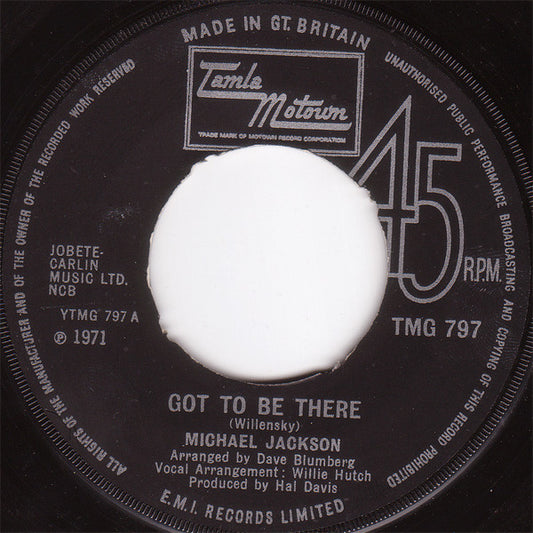 MADE IN GT. BRITAIN
Tamla
Motown
TRADE MARK OF MOTOWN RECORD CORPORATION
45
R.P.M.
UNAUTHORISED PUBLIC PERFORMANCE BROADCASTING AND COPYING OF THIS RECORD PROHIBITED
ALL RIGHTS OF THE MANUFACTURER AND OF THE OWNER OF THE RECORDED WORK RESERVED
JOBETE-
CARLIN
MUSIC LTD.
NCB
YTMG 797 A
℗ 1971
TMG 797
GOT TO BE THERE
(Willensky)
MICHAEL JACKSON
Arranged by Dave Blumberg
Vocal Arrangement: Willie Hutch
Produced by Hal Davis
E.M.I. RECORDS LIMITED